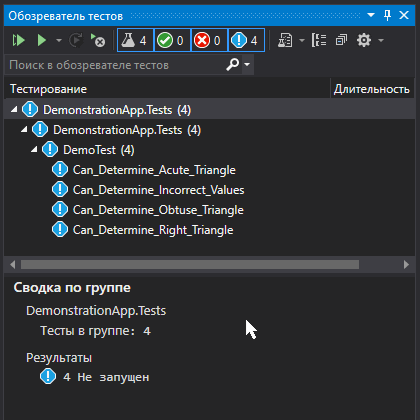 Обозреватель тестов
4 0 0 4
Поиск в обозревателе тестов
Тестирование Длительность
DemonstrationApp.Tests (4)
DemonstrationApp.Tests (4)
DemoTest (4)
Can_Determine_Acute_Triangle
Can_Determine_Incorrect_Values
Can_Determine_Obtuse_Triangle
Can_Determine_Right_Triangle
Сводка по группе
DemonstrationApp.Tests
Тесты в группе: 4
Результаты
4 Не запущен